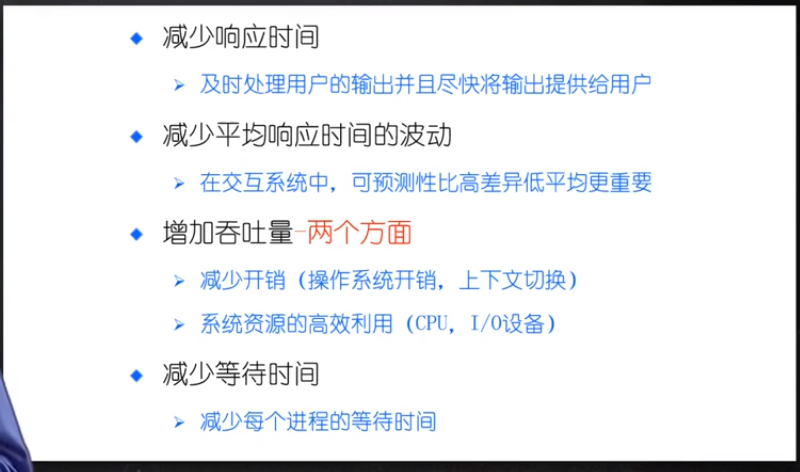 减少响应时间
及时处理用户的输出并且尽快将输出提供给用户
减少平均响应时间的波动
在交互系统中，可预测性比高差异低平均更重要
增加吞吐量-两个方面
减少开销（操作系统开销，上下文切换）
系统资源的高效利用（CPU，I/O设备）
减少等待时间
减少每个进程的等待时间